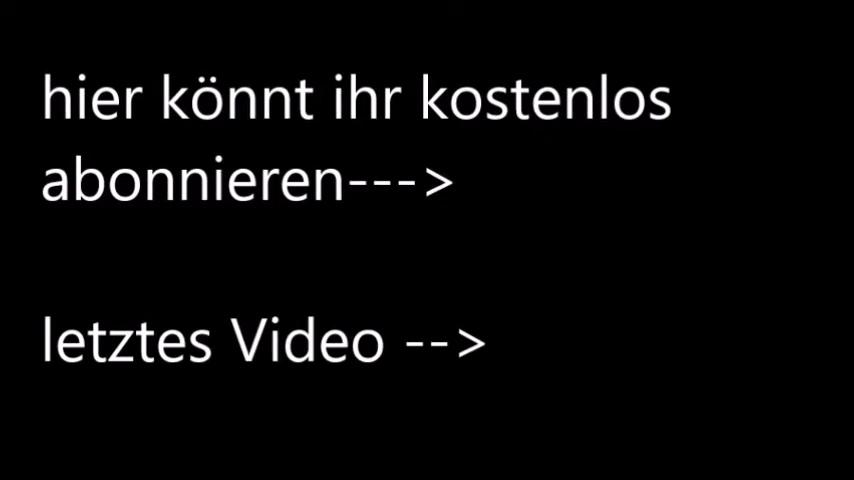 hier könnt ihr kostenlos
abonnieren--->
letztes Video -->